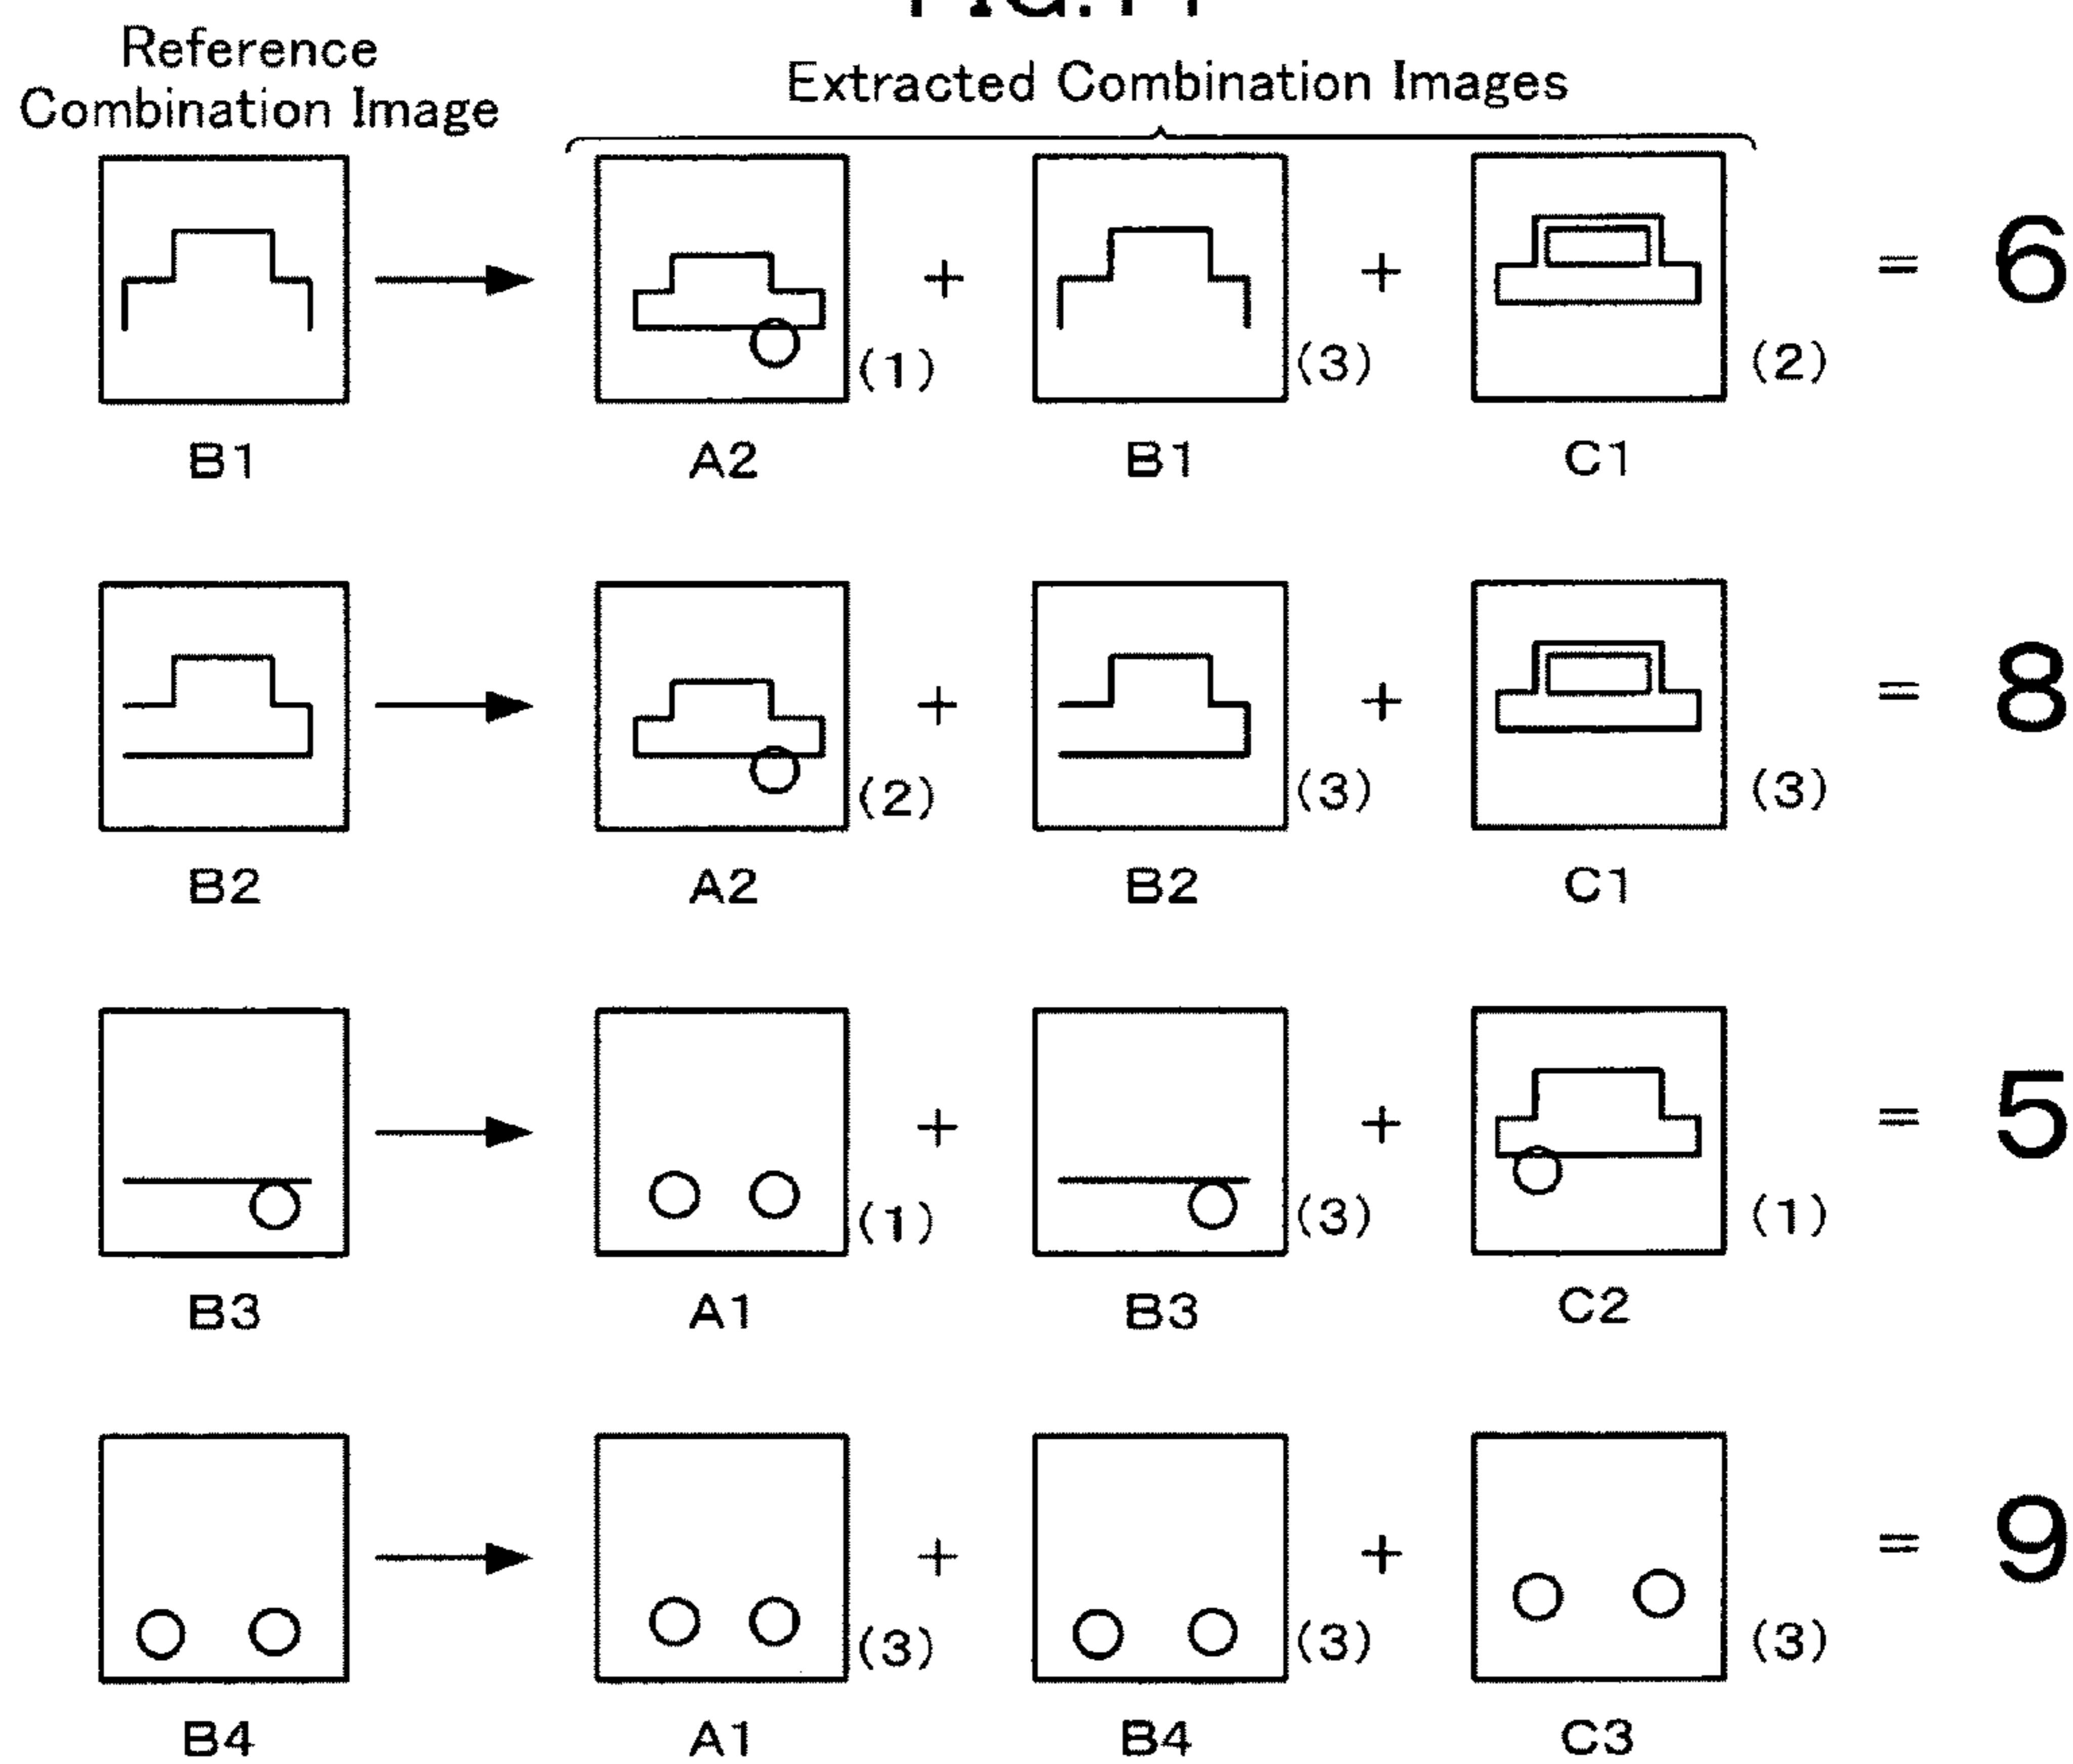 Reference
Combination Image
Extracted Combination Images
(1) + (3) + (2) = 6
B1 A2 B1 C1
(2) + (3) + (3) = 8
B2 A2 B2 C1
(1) + (3) + (1) = 5
B3 A1 B3 C2
(3) + (3) + (3) = 9
B4 A1 B4 C3